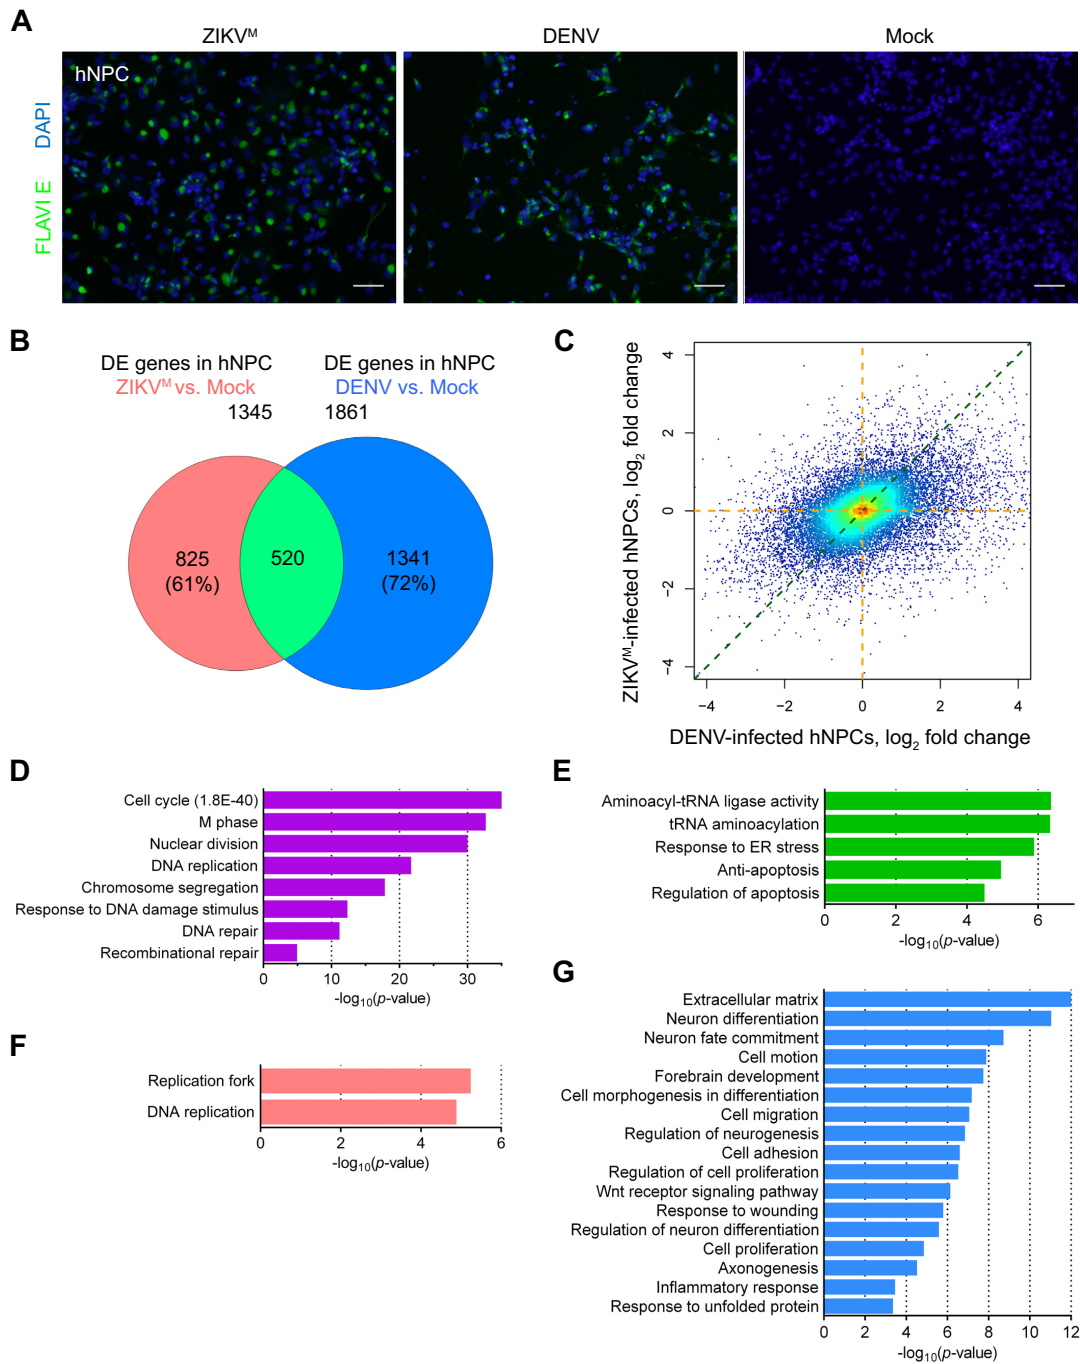 A
ZIKVᴹ
DENV
Mock
hNPC
FLAVI E DAPI
B
DE genes in hNPC
ZIKVᴹ vs. Mock
1345
DE genes in hNPC
DENV vs. Mock
1861
825
(61%)
520
1341
(72%)
C
ZIKVᴹ-infected hNPCs, log₂ fold change
4
2
0
−2
−4
−4 −2 0 2 4
DENV-infected hNPCs, log₂ fold change
D
Cell cycle (1.8E-40)
M phase
Nuclear division
DNA replication
Chromosome segregation
Response to DNA damage stimulus
DNA repair
Recombinational repair
0 10 20 30
-log₁₀(p-value)
E
Aminoacyl-tRNA ligase activity
tRNA aminoacylation
Response to ER stress
Anti-apoptosis
Regulation of apoptosis
0 2 4 6
-log₁₀(p-value)
F
Replication fork
DNA replication
0 2 4 6
-log₁₀(p-value)
G
Extracellular matrix
Neuron differentiation
Neuron fate commitment
Cell motion
Forebrain development
Cell morphogenesis in differentiation
Cell migration
Regulation of neurogenesis
Cell adhesion
Regulation of cell proliferation
Wnt receptor signaling pathway
Response to wounding
Regulation of neuron differentiation
Cell proliferation
Axonogenesis
Inflammatory response
Response to unfolded protein
0 2 4 6 8 10 12
-log₁₀(p-value)